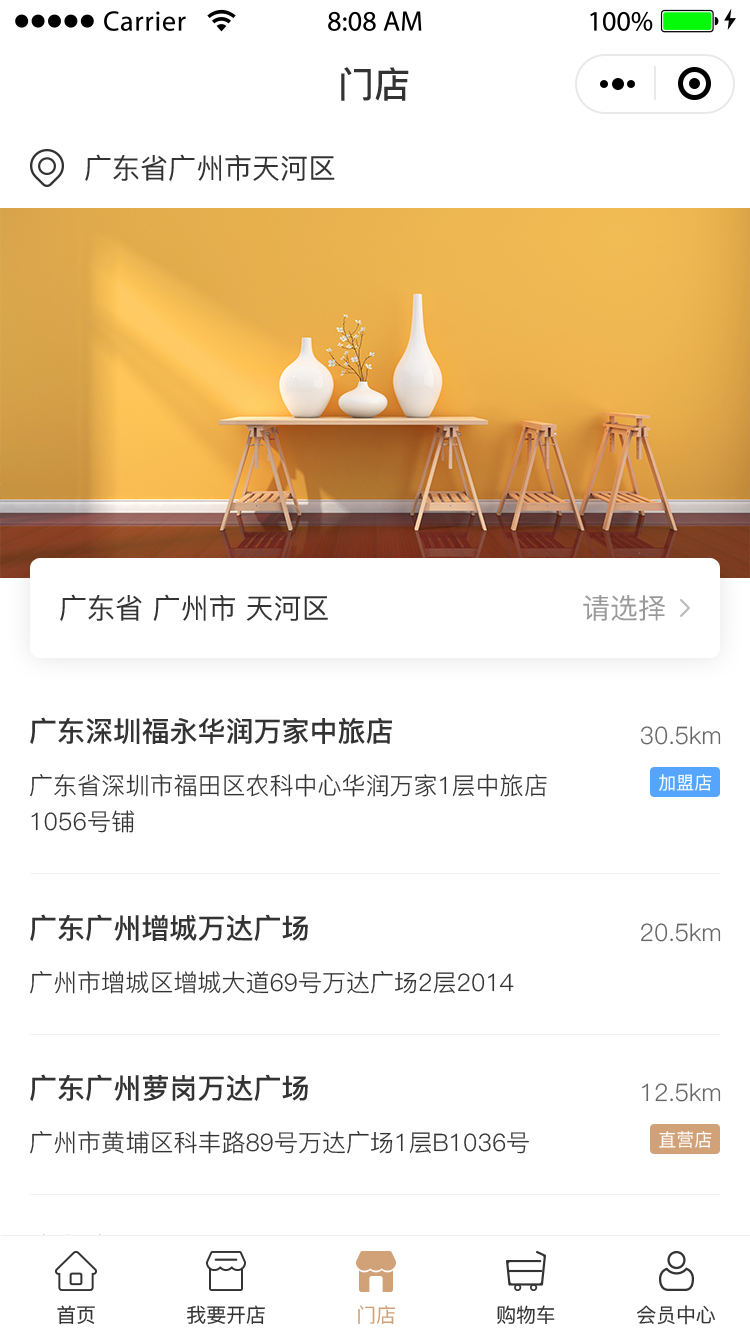 ●●●●● Carrier 8:08 AM 100%
门店
广东省广州市天河区
广东省 广州市 天河区 请选择
广东深圳福永华润万家中旅店 30.5km
广东省深圳市福田区农科中心华润万家1层中旅店 加盟店
1056号铺
广东广州增城万达广场 20.5km
广州市增城区增城大道69号万达广场2层2014
广东广州萝岗万达广场 12.5km
广州市黄埔区科丰路89号万达广场1层B1036号 直营店
首页 我要开店 门店 购物车 会员中心